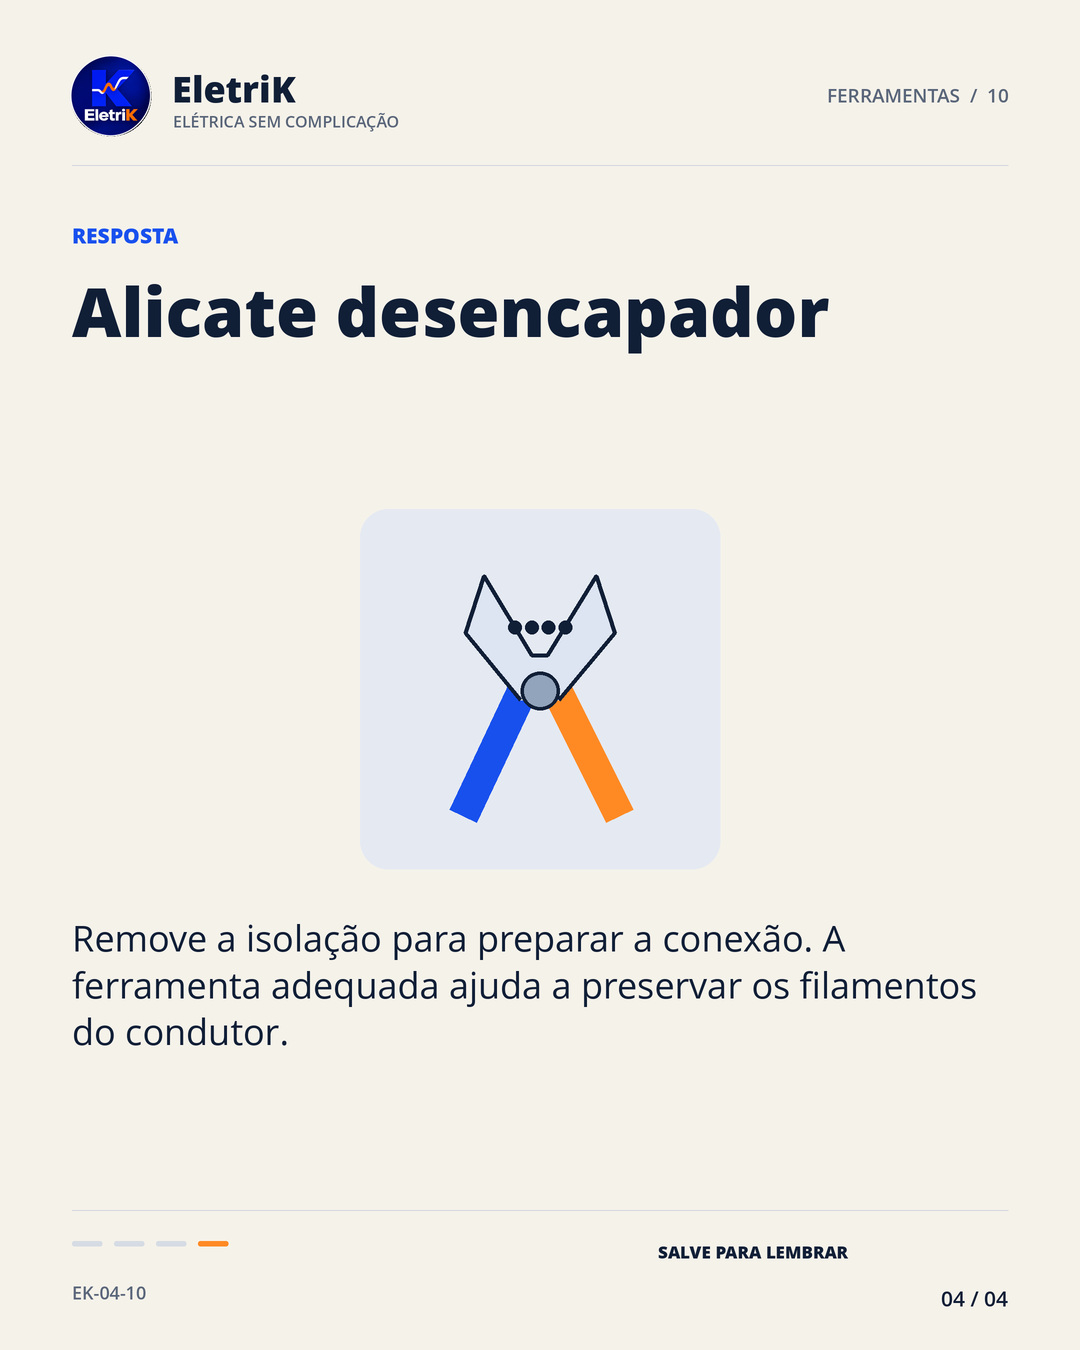 EletriK
EletriK
ELÉTRICA SEM COMPLICAÇÃO
FERRAMENTAS / 10
RESPOSTA
Alicate desencapador
Remove a isolação para preparar a conexão. A
ferramenta adequada ajuda a preservar os filamentos
do condutor.
SALVE PARA LEMBRAR
EK-04-10
04 / 04